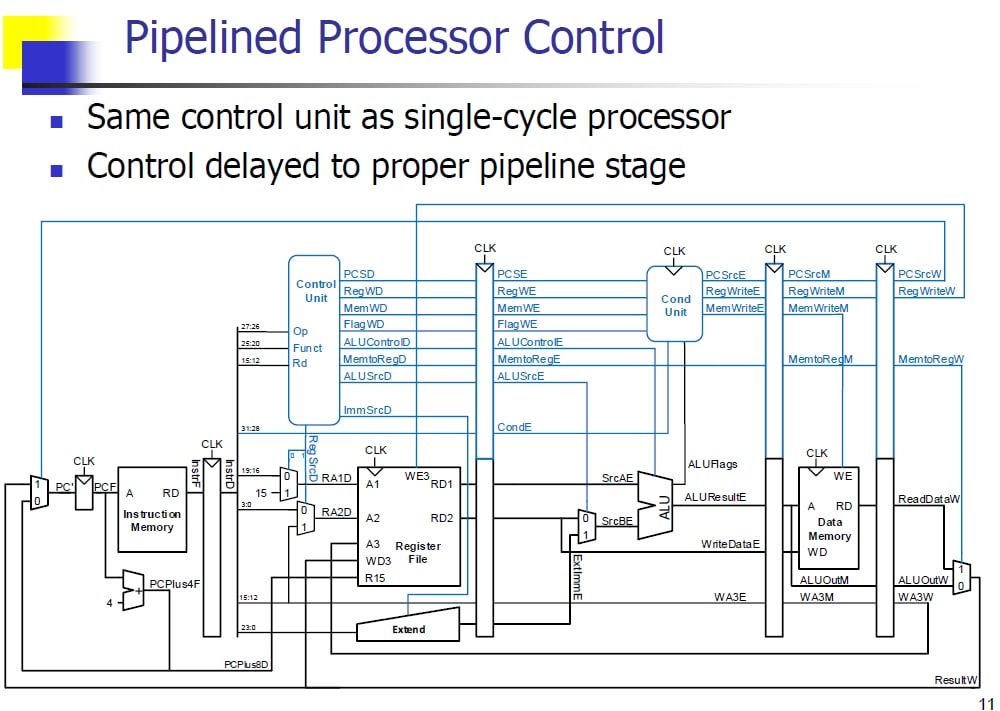 Pipelined Processor Control
Same control unit as single-cycle processor
Control delayed to proper pipeline stage
CLK
CLK
CLK
CLK
Control
Unit
PCSD
PCSE
Cond
Unit
PCSrcE
PCSrcM
PCSrcW
RegWD
RegWE
RegWriteE
RegWriteM
RegWriteW
MemWD
MemWE
MemWriteE
MemWriteM
27:26
Op
FlagWD
FlagWE
25:20
Funct
ALUControlD
ALUControlE
15:12
Rd
MemtoRegD
MemtoRegE
MemtoRegM
MemtoRegW
ALUSrcD
ALUSrcE
ImmSrcD
31:28
CondE
CLK
CLK
CLK
CLK
RegSrcD
0 1
InstrF
InstrD
1
0
PC'
PCF
A
RD
Instruction
Memory
19:16
0
15
1
RA1D
A1
WE3
RD1
SrcAE
ALUFlags
WE
3:0
0
1
RA2D
A2
RD2
0
1
SrcBE
ALU
ALUResultE
A
RD
Data
Memory
WD
ReadDataW
A3
WD3
R15
Register
File
WriteDataE
ExtImmE
ALUOutM
ALUOutW
1
0
PCPlus4F
+
4
15:12
WA3E
WA3M
WA3W
23:0
Extend
PCPlus8D
ResultW
11